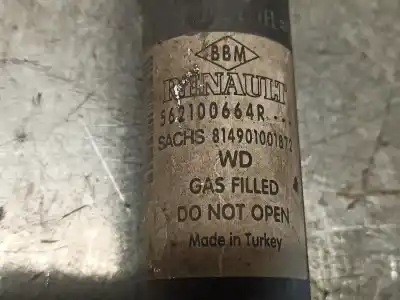 BBM
RENAULT
562100664R---
SACHS 814901001872
WD
GAS FILLED
DO NOT OPEN
Made in Turkey